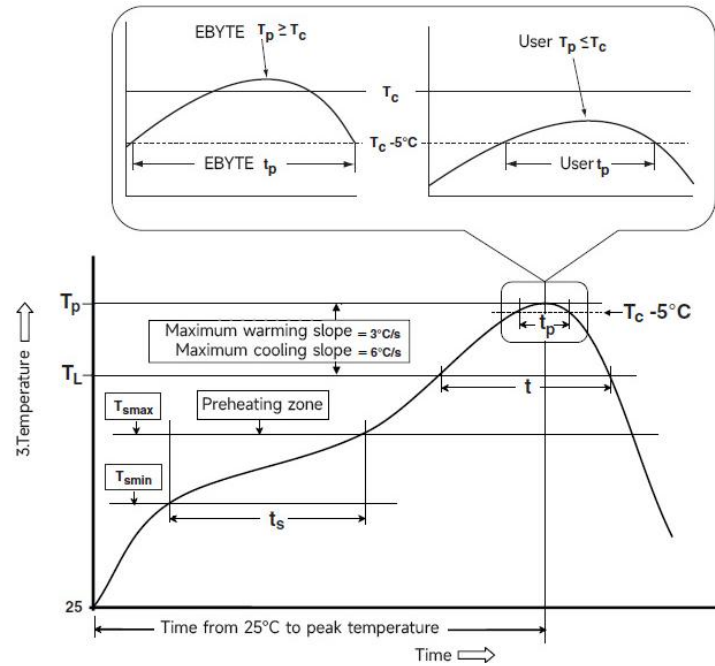 EBYTE Tp ≥ Tc
User Tp ≤ Tc
Tc
Tc -5°C
EBYTE tp
User tp
Tp
Tc -5°C
Maximum warming slope = 3°C/s
Maximum cooling slope = 6°C/s
tp
TL
t
Tsmax
Preheating zone
Tsmin
ts
3.Temperature
25
Time from 25°C to peak temperature
Time